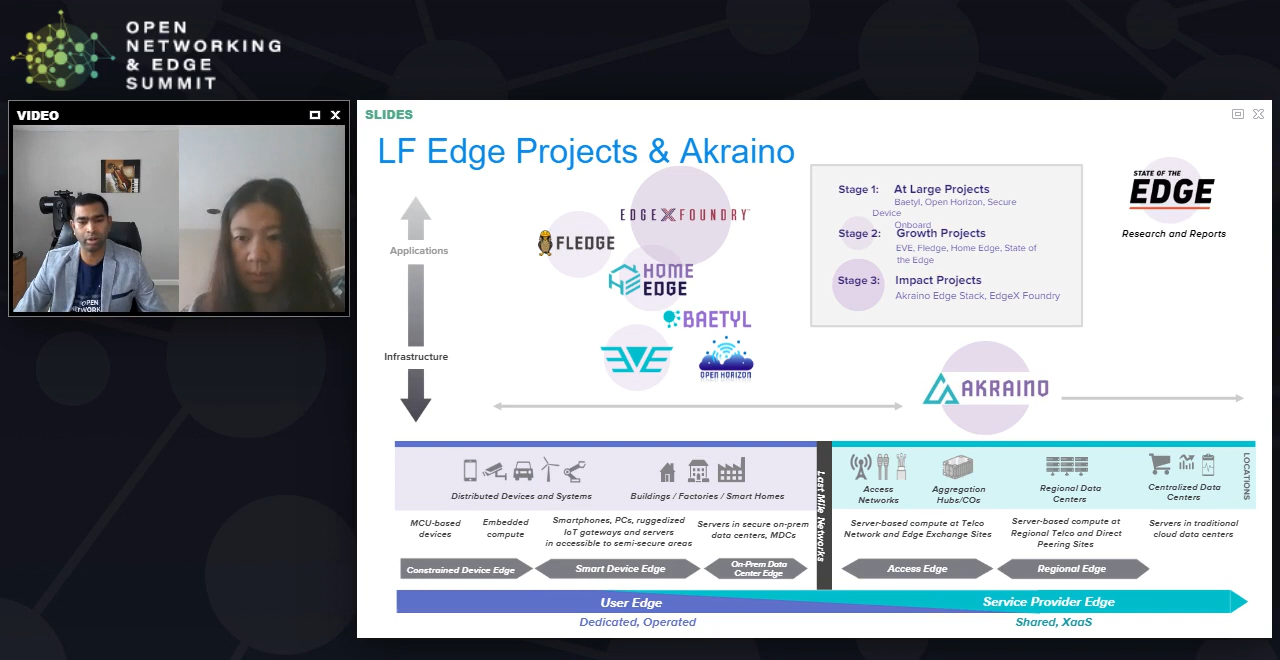 OPEN
NETWORKING
& EDGE
SUMMIT
VIDEO
OPEN
NETWORK
SLIDES
LF Edge Projects & Akraino
Applications
Infrastructure
EDGE X FOUNDRY
FLEDGE
HOME
EDGE
BAETYL
EVE
OPEN HORIZON
Stage 1: At Large Projects
Baetyl, Open Horizon, Secure
Device
Onboard
Stage 2: Growth Projects
EVE, Fledge, Home Edge, State of
the Edge
Stage 3: Impact Projects
Akraino Edge Stack, EdgeX Foundry
STATE OF THE
EDGE
Research and Reports
AKRAINO
Distributed Devices and Systems
Buildings / Factories / Smart Homes
Last Mile Networks
Access
Networks
Aggregation
Hubs/COs
Regional Data
Centers
Centralized Data
Centers
LOCATIONS
MCU-based
devices
Embedded
compute
Smartphones, PCs, ruggedized
IoT gateways and servers
in accessible to semi-secure areas
Servers in secure on-prem
data centers, MDCs
Server-based compute at Telco
Network and Edge Exchange Sites
Server-based compute at
Regional Telco and Direct
Peering Sites
Servers in traditional
cloud data centers
Constrained Device Edge
Smart Device Edge
On-Prem Data
Center Edge
Access Edge
Regional Edge
User Edge
Service Provider Edge
Dedicated, Operated
Shared, XaaS